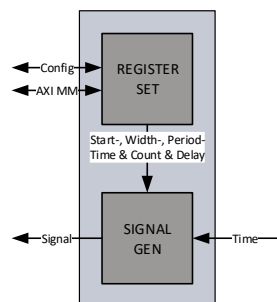 REGISTER
SET
Config
AXI MM
Start-, Width-, Period-
Time & Count & Delay
SIGNAL
GEN
Signal
Time